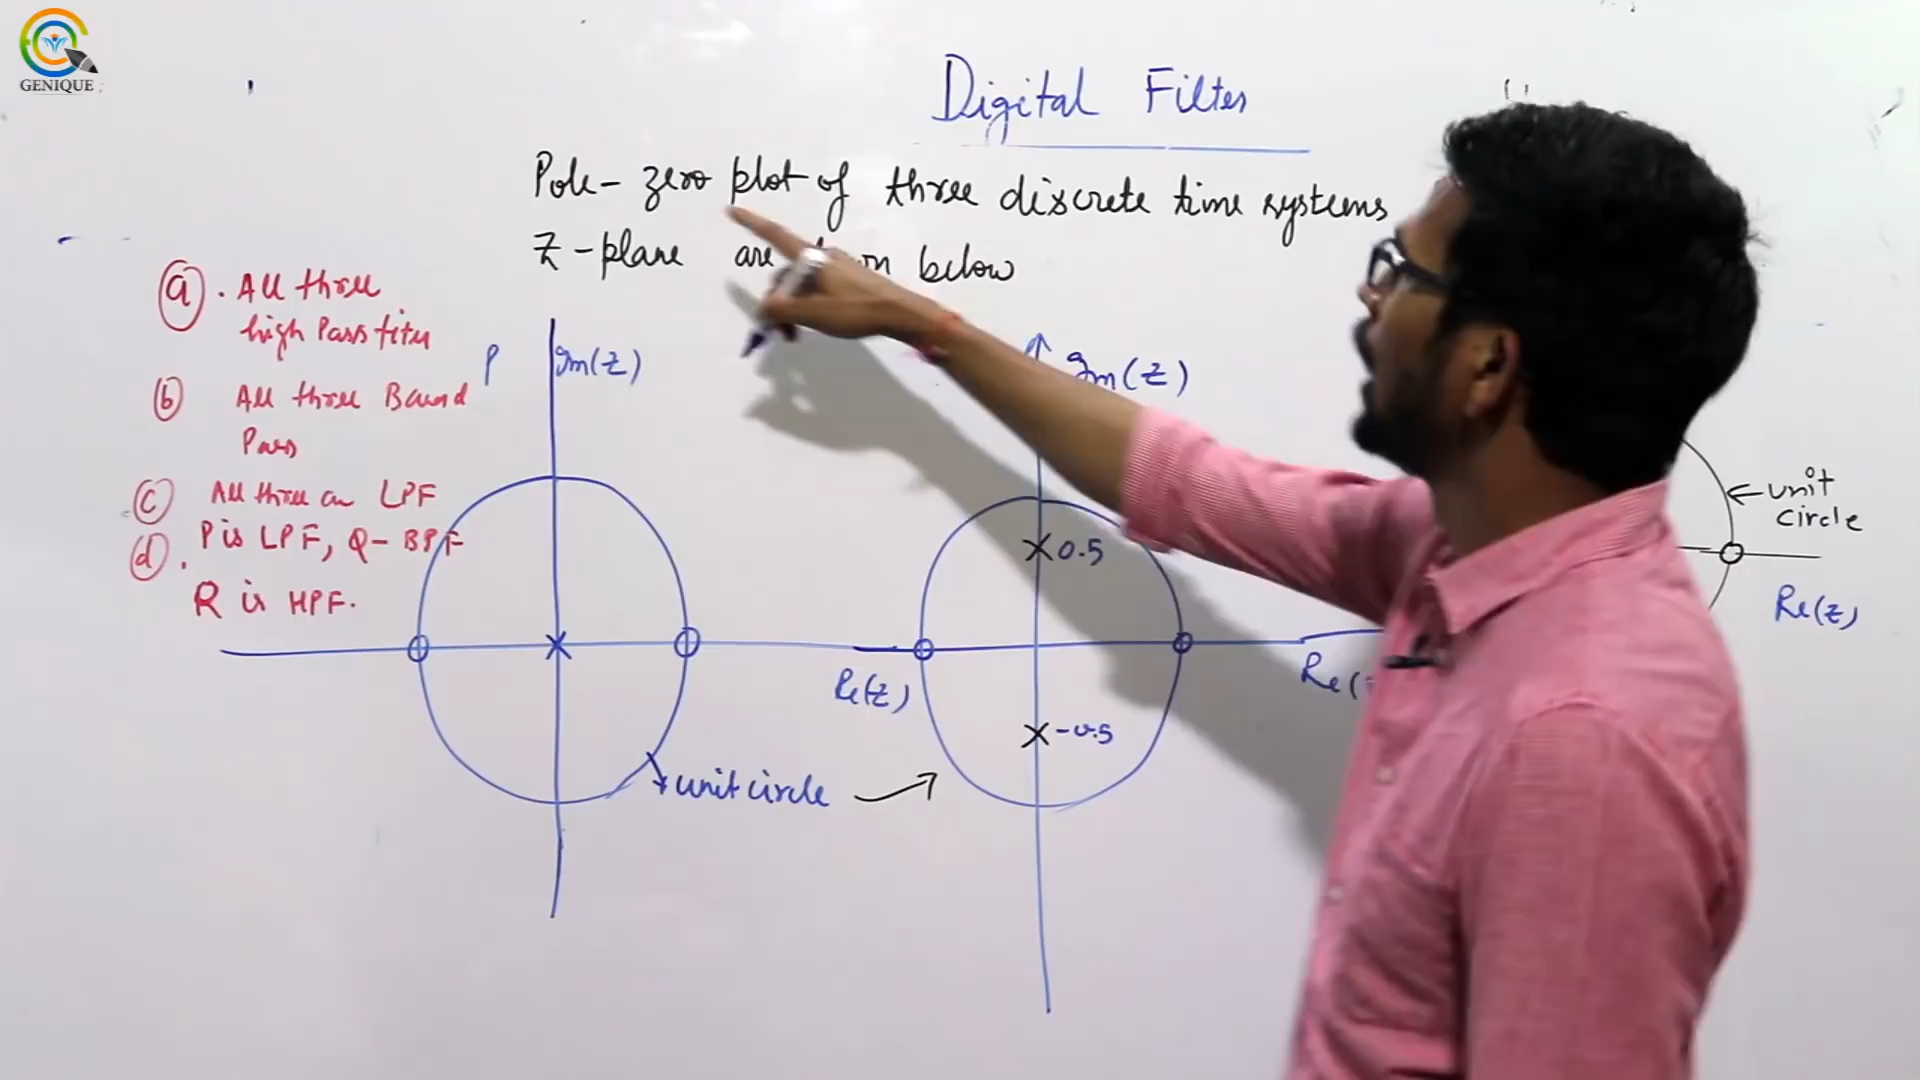 GENIQUE
Digital Filter
Pole-zero plot of three discrete time systems
Z-plane are below
(a). All three
high Pass
(b) All three Band
Pass
(c) All three LPF
(d). P is LPF, Q-BPF
R is HPF.
P
Im(z)
Im(z)
0.5
-0.5
Re(z)
Re(
unit circle
unit
circle
Re(z)